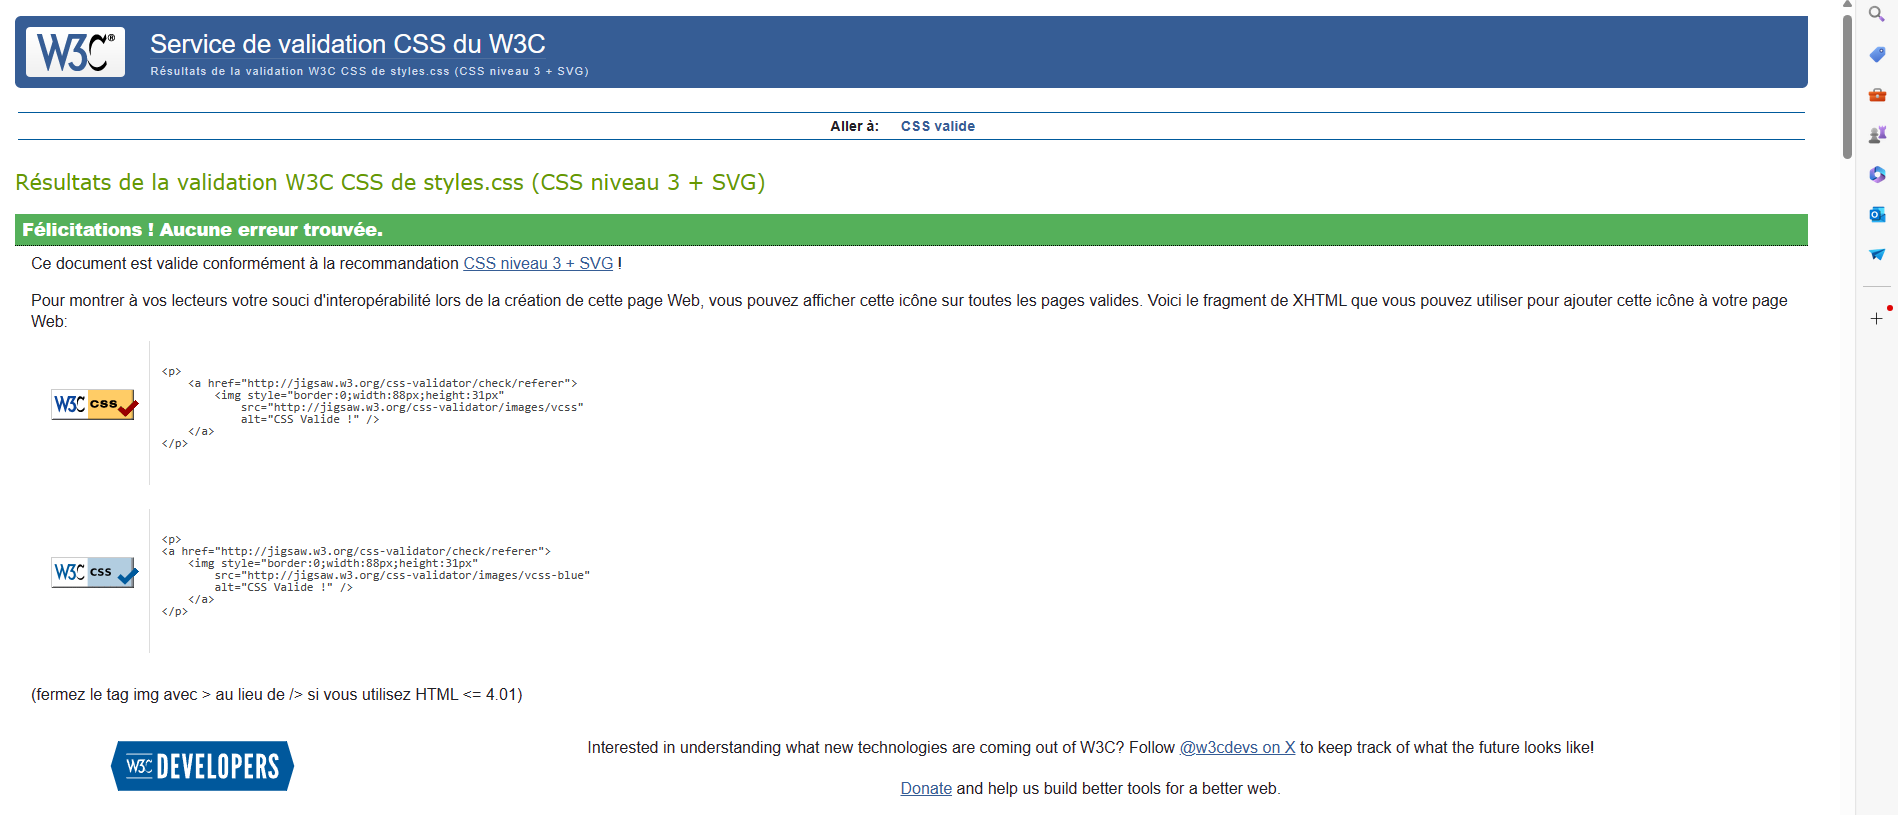 W3C®
Service de validation CSS du W3C
Résultats de la validation W3C CSS de styles.css (CSS niveau 3 + SVG)
Aller à: CSS valide
Résultats de la validation W3C CSS de styles.css (CSS niveau 3 + SVG)
Félicitations ! Aucune erreur trouvée.
Ce document est valide conformément à la recommandation CSS niveau 3 + SVG !
Pour montrer à vos lecteurs votre souci d'interopérabilité lors de la création de cette page Web, vous pouvez afficher cette icône sur toutes les pages valides. Voici le fragment de XHTML que vous pouvez utiliser pour ajouter cette icône à votre page
Web:
W3C css
<p>
    <a href="http://jigsaw.w3.org/css-validator/check/referer">
        <img style="border:0;width:88px;height:31px"
            src="http://jigsaw.w3.org/css-validator/images/vcss"
            alt="CSS Valide !" />
    </a>
</p>
W3C css
<p>
<a href="http://jigsaw.w3.org/css-validator/check/referer">
    <img style="border:0;width:88px;height:31px"
        src="http://jigsaw.w3.org/css-validator/images/vcss-blue"
        alt="CSS Valide !" />
    </a>
</p>
(fermez le tag img avec > au lieu de /> si vous utilisez HTML <= 4.01)
W3C DEVELOPERS
Interested in understanding what new technologies are coming out of W3C? Follow @w3cdevs on X to keep track of what the future looks like!
Donate and help us build better tools for a better web.